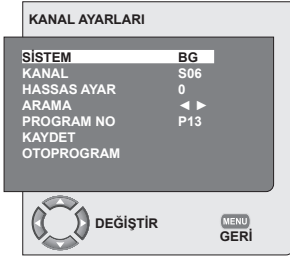 KANAL AYARLARI
SİSTEM BG
KANAL S06
HASSAS AYAR 0
ARAMA ◄ ►
PROGRAM NO P13
KAYDET
OTOPROGRAM
DEĞİŞTİR
MENU
GERİ